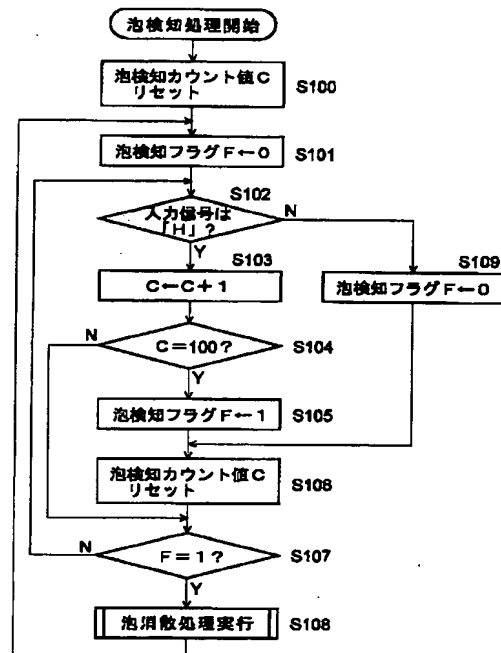 泡検知処理開始
泡検知カウント値C
リセット
S100
泡検知フラグF←0
S101
S102
入力信号は
「H」?
N
Y
S103
C←C+1
S109
泡検知フラグF←0
N
C=100?
S104
Y
泡検知フラグF←1
S105
泡検知カウント値C
リセット
S106
N
F=1?
S107
Y
泡消散処理実行
S108